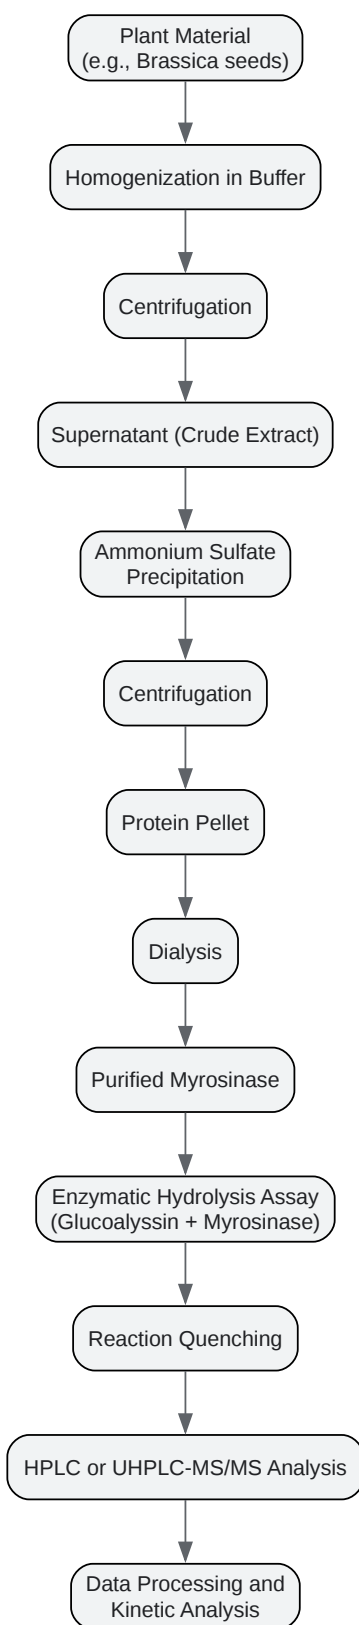 Plant Material
(e.g., Brassica seeds)
Homogenization in Buffer
Centrifugation
Supernatant (Crude Extract)
Ammonium Sulfate
Precipitation
Centrifugation
Protein Pellet
Dialysis
Purified Myrosinase
Enzymatic Hydrolysis Assay
(Glucoalyssin + Myrosinase)
Reaction Quenching
HPLC or UHPLC-MS/MS Analysis
Data Processing and
Kinetic Analysis